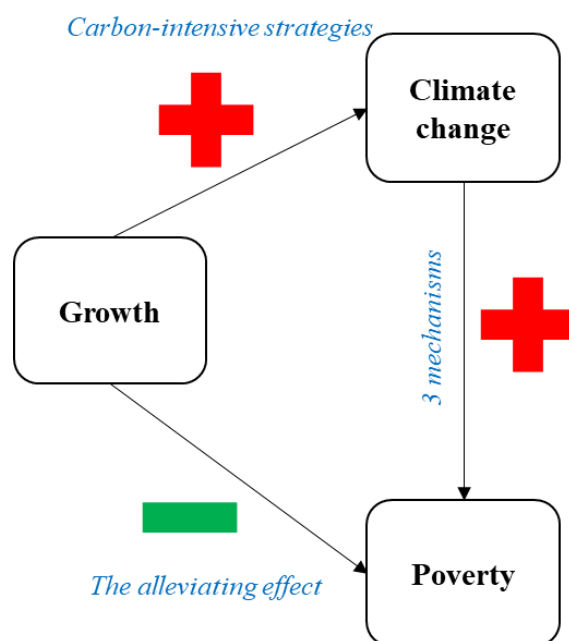 Carbon-intensive strategies
Climate
change
Growth
3 mechanisms
The alleviating effect
Poverty